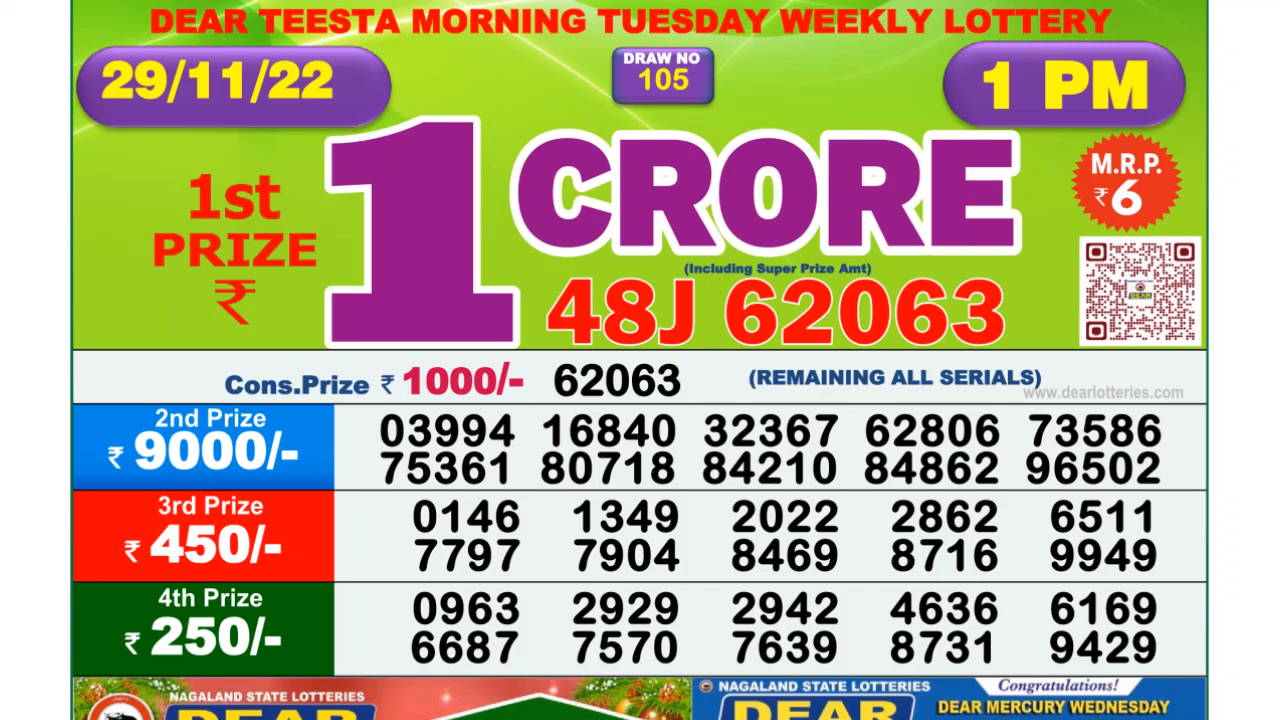 DEAR TEESTA MORNING TUESDAY WEEKLY LOTTERY
29/11/22
DRAW NO
105
1 PM
1st
PRIZE
₹
1 CRORE
(Including Super Prize Amt)
48J 62063
M.R.P.
₹6
Cons.Prize ₹ 1000/- 62063 (REMAINING ALL SERIALS)
www.dearlotteries.com
2nd Prize
₹ 9000/-
03994 16840 32367 62806 73586
75361 80718 84210 84862 96502
3rd Prize
₹ 450/-
0146 1349 2022 2862 6511
7797 7904 8469 8716 9949
4th Prize
₹ 250/-
0963 2929 2942 4636 6169
6687 7570 7639 8731 9429
NAGALAND STATE LOTTERIES
DEAR
NAGALAND STATE LOTTERIES
DEAR
Congratulations!
DEAR MERCURY WEDNESDAY